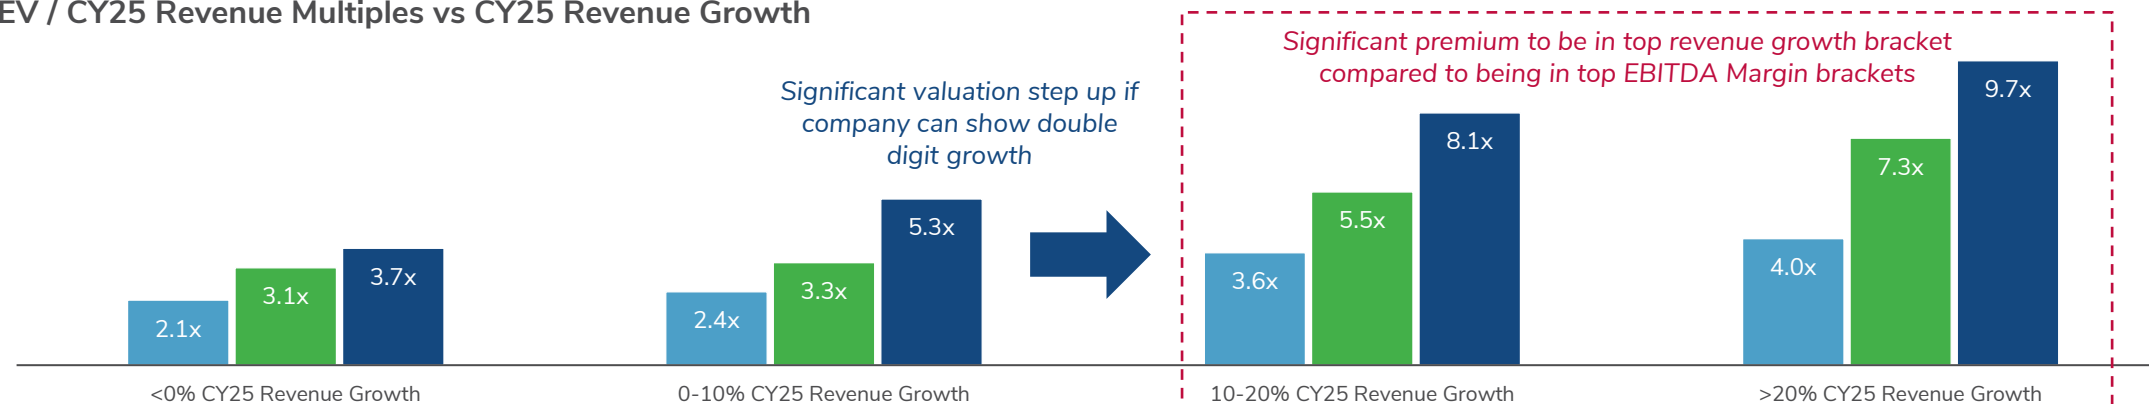 EV / CY25 Revenue Multiples vs CY25 Revenue Growth
Significant premium to be in top revenue growth bracket
compared to being in top EBITDA Margin brackets
Significant valuation step up if
company can show double
digit growth
2.1x
3.1x
3.7x
2.4x
3.3x
5.3x
3.6x
5.5x
8.1x
4.0x
7.3x
9.7x
<0% CY25 Revenue Growth
0-10% CY25 Revenue Growth
10-20% CY25 Revenue Growth
>20% CY25 Revenue Growth